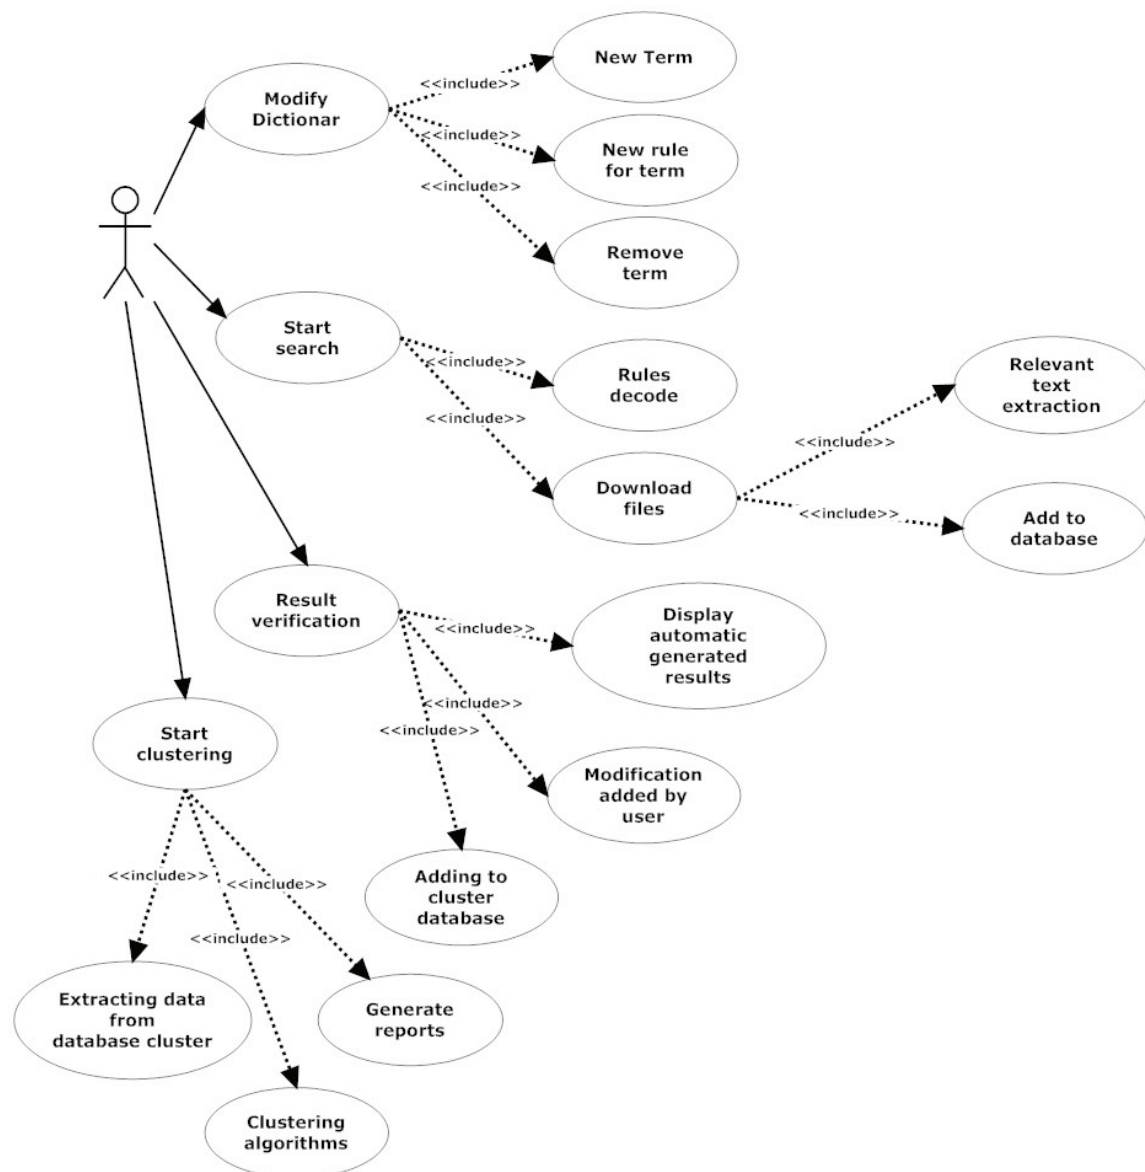 New Term
<<include>>
Modify
Dictionar
<<include>>
New rule
for term
<<include>>
Remove
term
Start
search
<<include>>
Rules
decode
Relevant
text
extraction
<<include>>
<<include>>
Download
files
<<include>>
Add to
database
Result
verification
<<include>>
Display
automatic
generated
results
<<include>>
<<include>>
Start
clustering
Modification
added by
user
<<include>>
<<include>>
Adding to
cluster
database
<<include>>
Extracting data
from
database cluster
Generate
reports
Clustering
algorithms